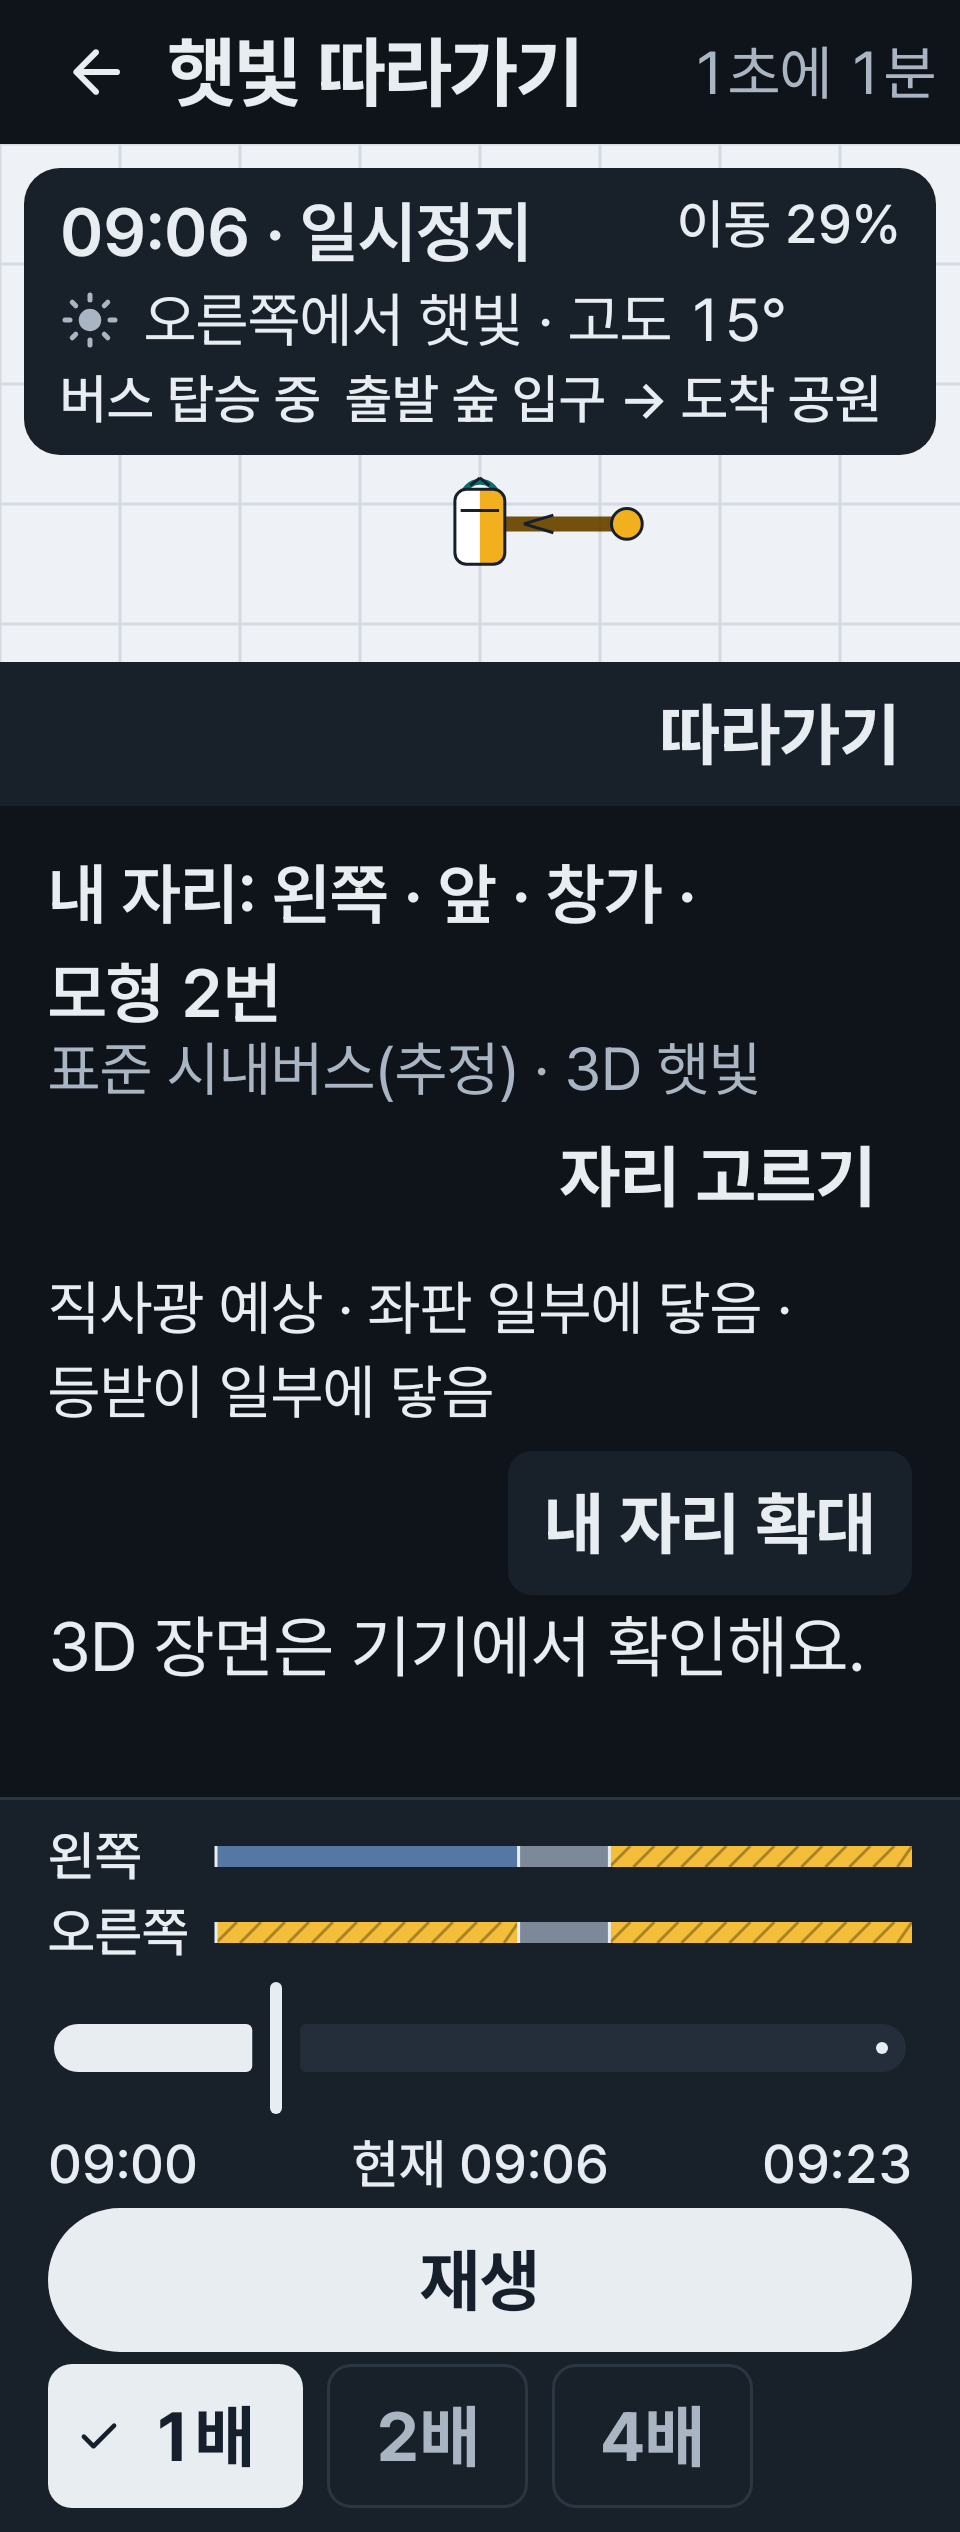 햇빛 따라가기
1초에 1분
09:06 · 일시정지
이동 29%
오른쪽에서 햇빛 · 고도 15°
버스 탑승 중 출발 숲 입구 → 도착 공원
따라가기
내 자리: 왼쪽 · 앞 · 창가 ·
모형 2번
표준 시내버스(추정) · 3D 햇빛
자리 고르기
직사광 예상 · 좌판 일부에 닿음 ·
등받이 일부에 닿음
내 자리 확대
3D 장면은 기기에서 확인해요.
왼쪽
오른쪽
09:00
현재 09:06
09:23
재생
1배
2배
4배